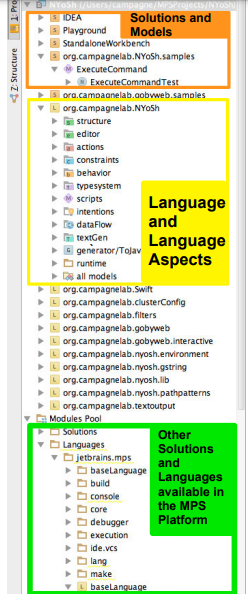 NYoSh (/Users/campagne/MPSProjects/NYoSh)
IDEA
Playground
StandaloneWorkbench
org.campagnelab.NYoSh.samples
ExecuteCommand
ExecuteCommandTest
org.campagnelab.gobyweb.samples
Solutions and
Models
1: Pro
Z: Structure
org.campagnelab.NYoSh
structure
editor
actions
constraints
behavior
typesystem
scripts
intentions
dataFlow
textGen
generator/ToJav
runtime
all models
Language
and
Language
Aspects
org.campagnelab.Swift
org.campagnelab.clusterConfig
org.campagnelab.filters
org.campagnelab.gobyweb
org.campagnelab.gobyweb.interactive
org.campagnelab.nyosh.environment
org.campagnelab.nyosh.gstring
org.campagnelab.nyosh.lib
org.campagnelab.nyosh.pathpatterns
org.campagnelab.textoutput
Modules Pool
Solutions
Languages
jetbrains.mps
baseLanguage
build
console
core
debugger
execution
ide.vcs
lang
make
baseLanguage
Other
Solutions
and
Languages
available in
the MPS
Platform